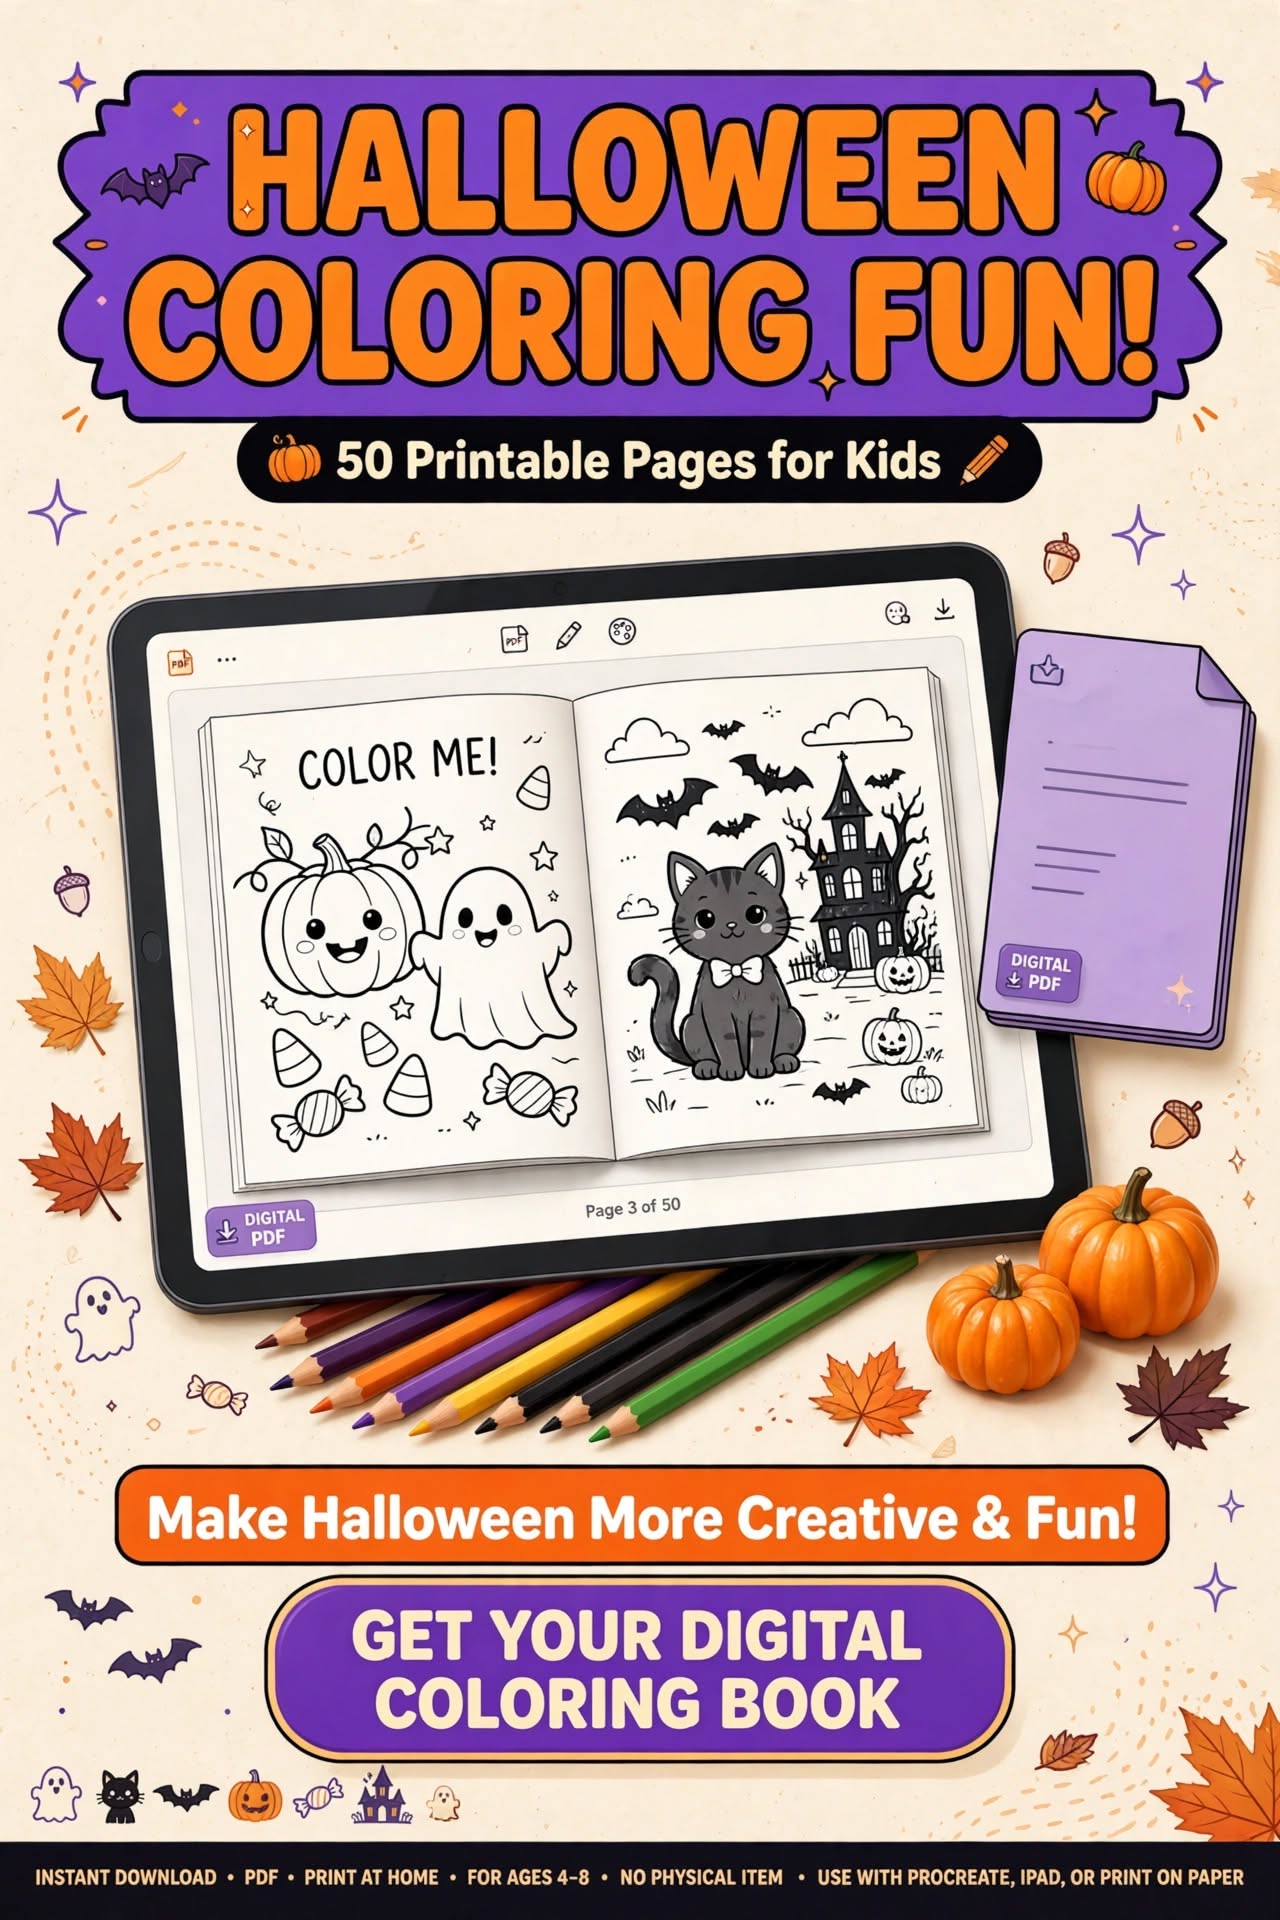 HALLOWEEN
COLORING FUN!
50 Printable Pages for Kids
PDF
PDF
COLOR ME!
DIGITAL
PDF
DIGITAL
PDF
Page 3 of 50
Make Halloween More Creative & Fun!
GET YOUR DIGITAL
COLORING BOOK
INSTANT DOWNLOAD • PDF • PRINT AT HOME • FOR AGES 4–8 • NO PHYSICAL ITEM • USE WITH PROCREATE, IPAD, OR PRINT ON PAPER